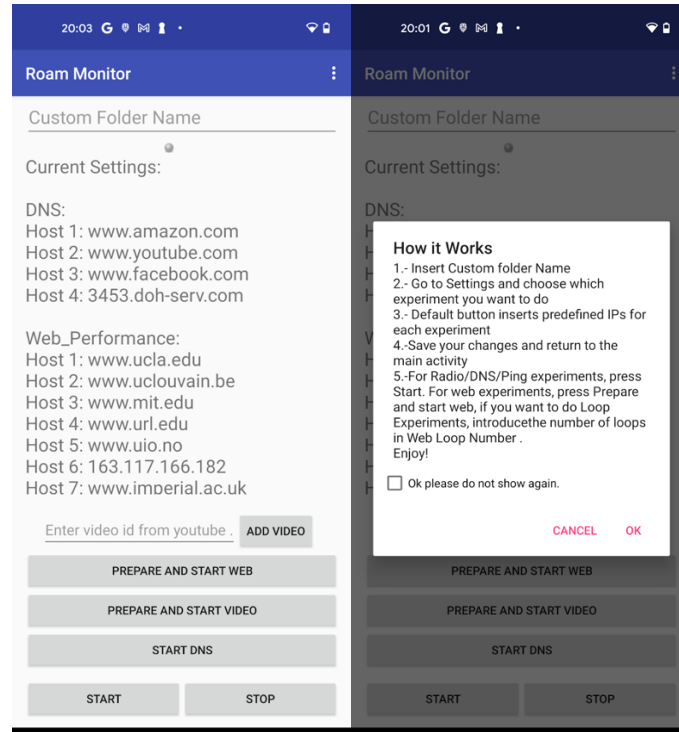 20:03
Roam Monitor
Custom Folder Name
Current Settings:
DNS:
Host 1: www.amazon.com
Host 2: www.youtube.com
Host 3: www.facebook.com
Host 4: 3453.doh-serv.com
Web_Performance:
Host 1: www.ucla.edu
Host 2: www.uclouvain.be
Host 3: www.mit.edu
Host 4: www.url.edu
Host 5: www.uio.no
Host 6: 163.117.166.182
Host 7: www.imperial.ac.uk
Enter video id from youtube .
ADD VIDEO
PREPARE AND START WEB
PREPARE AND START VIDEO
START DNS
START
STOP
20:01
Roam Monitor
Custom Folder Name
Current Settings:
DNS:
How it Works
1.- Insert Custom folder Name
2.- Go to Settings and choose which
experiment you want to do
3.- Default button inserts predefined IPs for
each experiment
4.-Save your changes and return to the
main activity
5.-For Radio/DNS/Ping experiments, press
Start. For web experiments, press Prepare
and start web, if you want to do Loop
Experiments, introducethe number of loops
in Web Loop Number .
Enjoy!
Ok please do not show again.
CANCEL
OK
PREPARE AND START WEB
PREPARE AND START VIDEO
START DNS
START
STOP